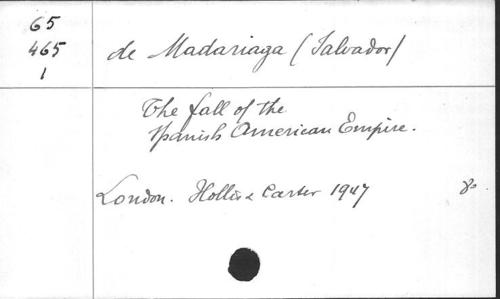 65
465
1
de Madariaga (Salvador)
The fall of the
Spanish American Empire.
London. Hollis & Carter 1947 8º